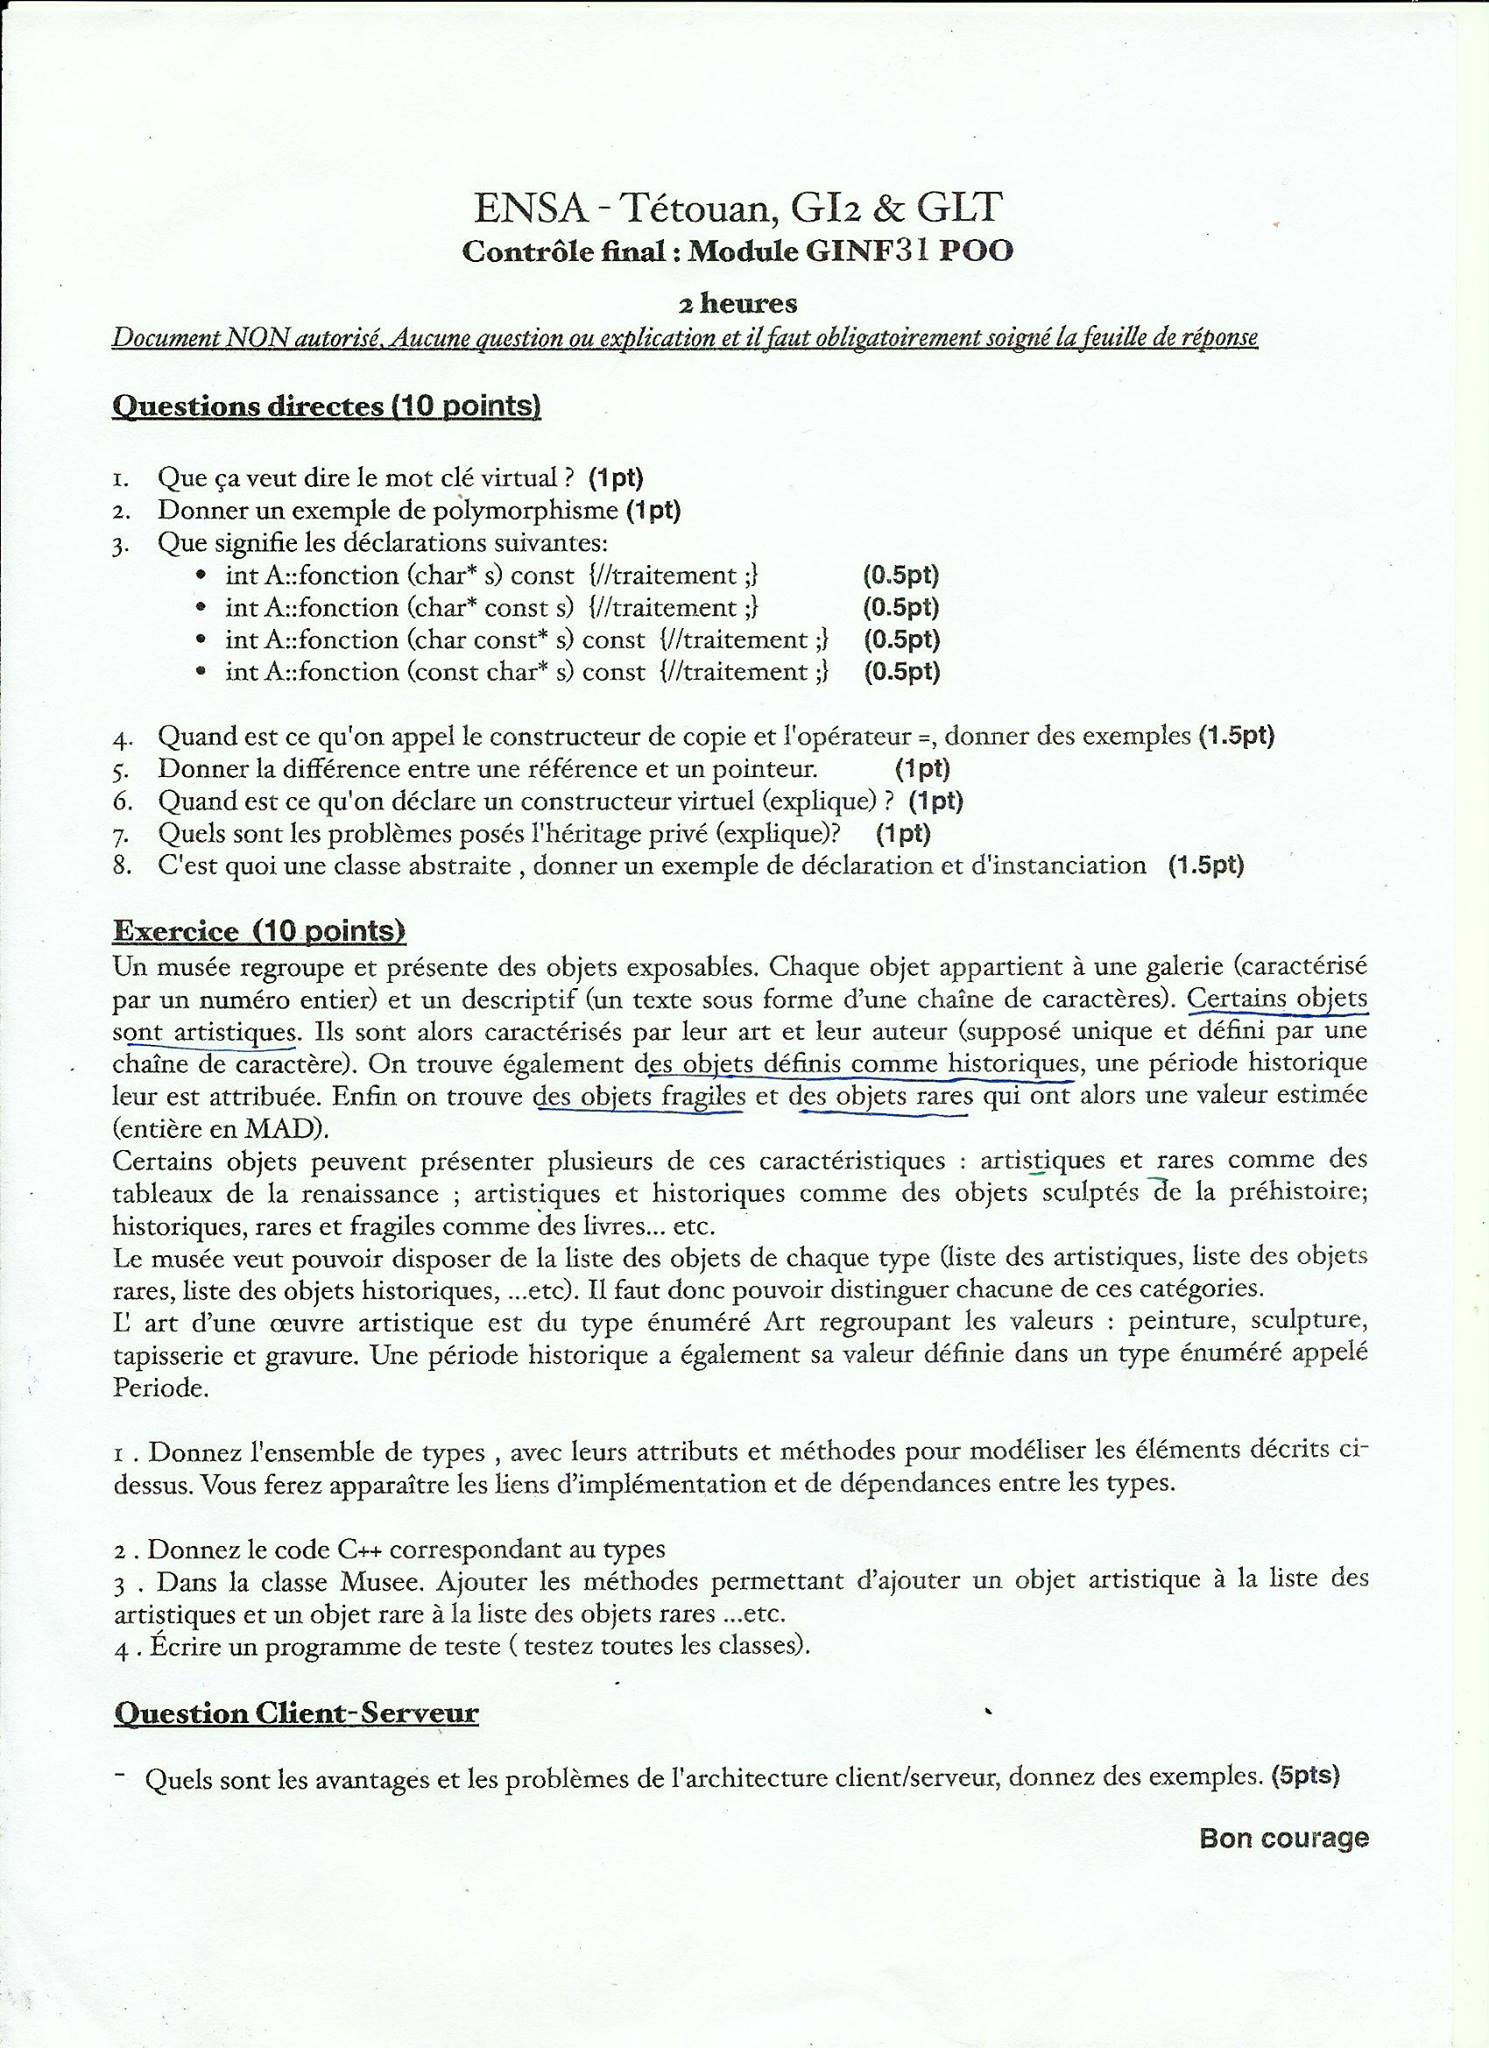 ENSA - Tétouan, GI2 & GLT
Contrôle final : Module GINF31 POO
2 heures
Document NON autorisé. Aucune question ou explication et il faut obligatoirement soigné la feuille de réponse
Questions directes (10 points)
1. Que ça veut dire le mot clé virtual ? (1pt)
2. Donner un exemple de polymorphisme (1pt)
3. Que signifie les déclarations suivantes:
• int A::fonction (char* s) const {//traitement ;} (0.5pt)
• int A::fonction (char* const s) {//traitement ;} (0.5pt)
• int A::fonction (char const* s) const {//traitement ;} (0.5pt)
• int A::fonction (const char* s) const {//traitement ;} (0.5pt)
4. Quand est ce qu'on appel le constructeur de copie et l'opérateur =, donner des exemples (1.5pt)
5. Donner la différence entre une référence et un pointeur. (1pt)
6. Quand est ce qu'on déclare un constructeur virtuel (explique) ? (1pt)
7. Quels sont les problèmes posés l'héritage privé (explique)? (1pt)
8. C'est quoi une classe abstraite , donner un exemple de déclaration et d'instanciation (1.5pt)
Exercice (10 points)
Un musée regroupe et présente des objets exposables. Chaque objet appartient à une galerie (caractérisé
par un numéro entier) et un descriptif (un texte sous forme d'une chaîne de caractères). Certains objets
sont artistiques. Ils sont alors caractérisés par leur art et leur auteur (supposé unique et défini par une
chaîne de caractère). On trouve également des objets définis comme historiques, une période historique
leur est attribuée. Enfin on trouve des objets fragiles et des objets rares qui ont alors une valeur estimée
(entière en MAD).
Certains objets peuvent présenter plusieurs de ces caractéristiques : artistiques et rares comme des
tableaux de la renaissance ; artistiques et historiques comme des objets sculptés de la préhistoire;
historiques, rares et fragiles comme des livres... etc.
Le musée veut pouvoir disposer de la liste des objets de chaque type (liste des artistiques, liste des objets
rares, liste des objets historiques, ...etc). Il faut donc pouvoir distinguer chacune de ces catégories.
L' art d'une œuvre artistique est du type énuméré Art regroupant les valeurs : peinture, sculpture,
tapisserie et gravure. Une période historique a également sa valeur définie dans un type énuméré appelé
Periode.
1 . Donnez l'ensemble de types , avec leurs attributs et méthodes pour modéliser les éléments décrits ci-
dessus. Vous ferez apparaître les liens d'implémentation et de dépendances entre les types.
2 . Donnez le code C++ correspondant au types
3 . Dans la classe Musee. Ajouter les méthodes permettant d'ajouter un objet artistique à la liste des
artistiques et un objet rare à la liste des objets rares ...etc.
4 . Écrire un programme de teste ( testez toutes les classes).
Question Client-Serveur
- Quels sont les avantages et les problèmes de l'architecture client/serveur, donnez des exemples. (5pts)
Bon courage